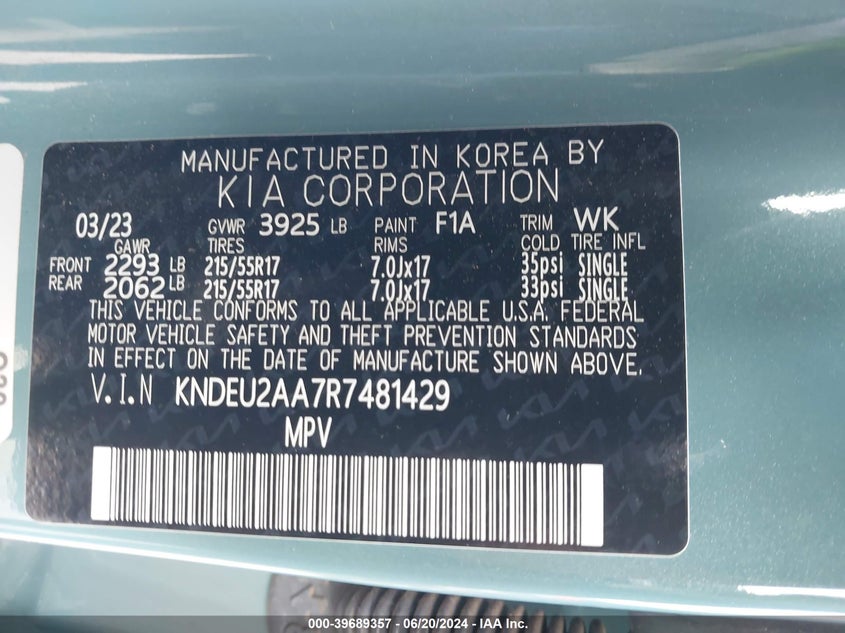 MANUFACTURED IN KOREA BY
KIA CORPORATION
03/23 GVWR 3925 LB PAINT F1A TRIM WK
GAWR TIRES RIMS COLD TIRE INFL
FRONT 2293 LB 215/55R17 7.0Jx17 35psi SINGLE
REAR 2062 LB 215/55R17 7.0Jx17 33psi SINGLE
THIS VEHICLE CONFORMS TO ALL APPLICABLE U.S.A. FEDERAL
MOTOR VEHICLE SAFETY AND THEFT PREVENTION STANDARDS
IN EFFECT ON THE DATE OF MANUFACTURE SHOWN ABOVE.
V.I.N KNDEU2AA7R7481429
MPV
000-39689357 - 06/20/2024 - IAA Inc.